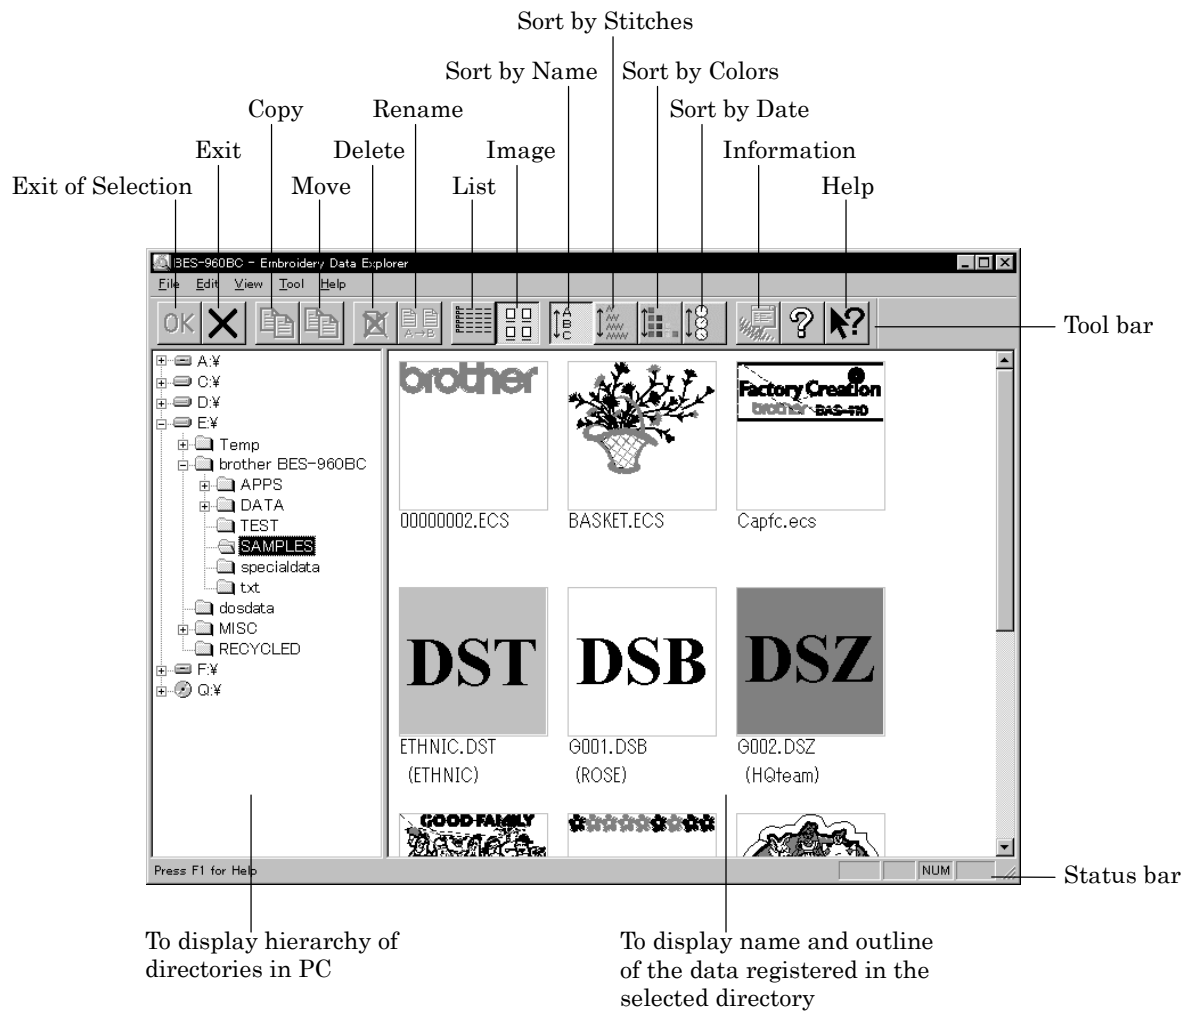 Sort by Stitches
Sort by Name
Sort by Colors
Copy
Rename
Sort by Date
Exit
Delete
Image
Information
Exit of Selection
Move
List
Help
BES-960BC - Embroidery Data Explorer
File Edit View Tool Help
OK
A→B
A
B
C
Tool bar
A:¥
C:¥
D:¥
E:¥
Temp
brother BES-960BC
APPS
DATA
TEST
SAMPLES
specialdata
txt
dosdata
MISC
RECYCLED
F:¥
Q:¥
brother
Factory Creation
brother BAS-410
00000002.ECS
BASKET.ECS
Capfc.ecs
DST
DSB
DSZ
ETHNIC.DST
(ETHNIC)
G001.DSB
(ROSE)
G002.DSZ
(HQteam)
GOOD FAMILY
Press F1 for Help
NUM
Status bar
To display hierarchy of
directories in PC
To display name and outline
of the data registered in the
selected directory